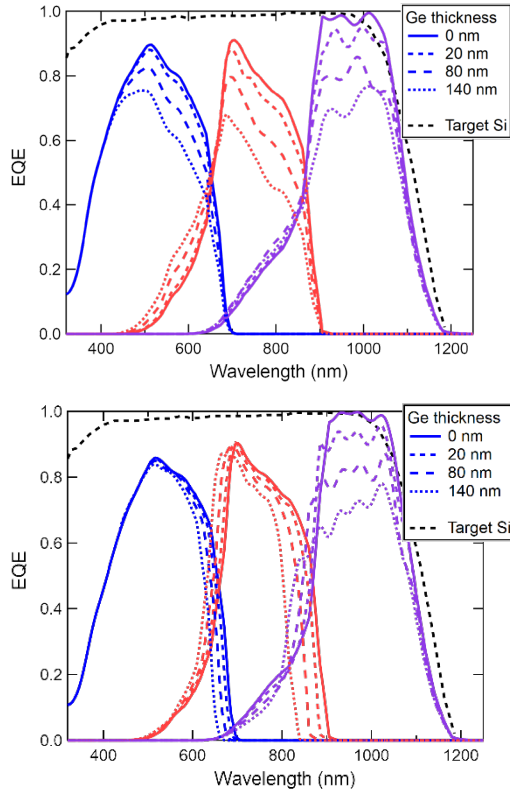 Ge thickness
0 nm
20 nm
80 nm
140 nm
Target Si
EQE
1.0
0.8
0.6
0.4
0.2
0.0
400 600 800 1000 1200
Wavelength (nm)
Ge thickness
0 nm
20 nm
80 nm
140 nm
Target Si
EQE
1.0
0.8
0.6
0.4
0.2
0.0
400 600 800 1000 1200
Wavelength (nm)